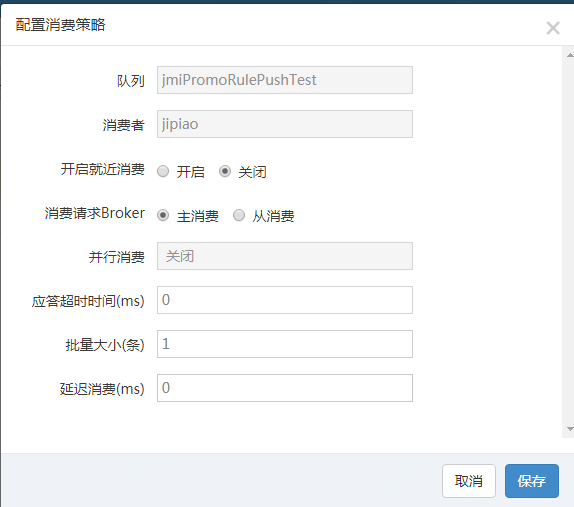 配置消费策略
队列 jmiPromoRulePushTest
消费者 jipiao
开启就近消费 开启 关闭
消费请求Broker 主消费 从消费
并行消费 关闭
应答超时时间(ms) 0
批量大小(条) 1
延迟消费(ms) 0
取消 保存